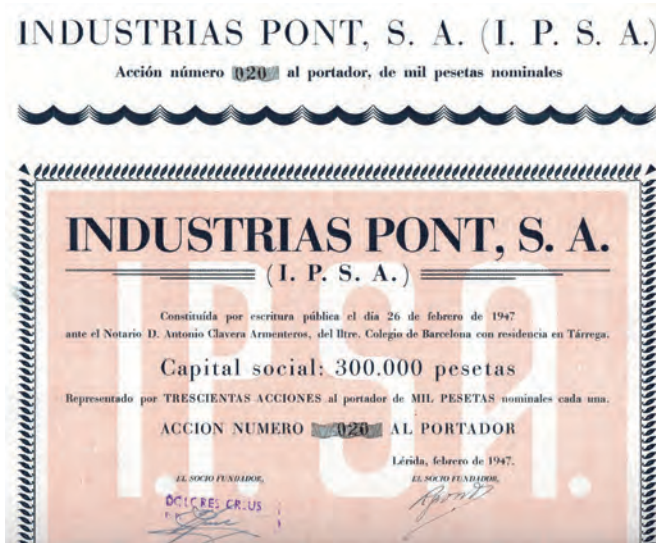 INDUSTRIAS PONT, S. A. (I. P. S. A.)
Acción número 020 al portador, de mil pesetas nominales
INDUSTRIAS PONT, S. A.
(I. P. S. A.)
Constituída por escritura pública el día 26 de febrero de 1947
ante el Notario D. Antonio Clavera Armenteros, del Iltre. Colegio de Barcelona con residencia en Tárrega.
Capital social: 300.000 pesetas
Representado por TRESCIENTAS ACCIONES al portador de MIL PESETAS nominales cada una.
ACCION NUMERO 020 AL PORTADOR
Lérida, febrero de 1947.
EL SOCIO FUNDADOR, EL SOCIO FUNDADOR,
DOLORES CREUS
I.P.S.A.